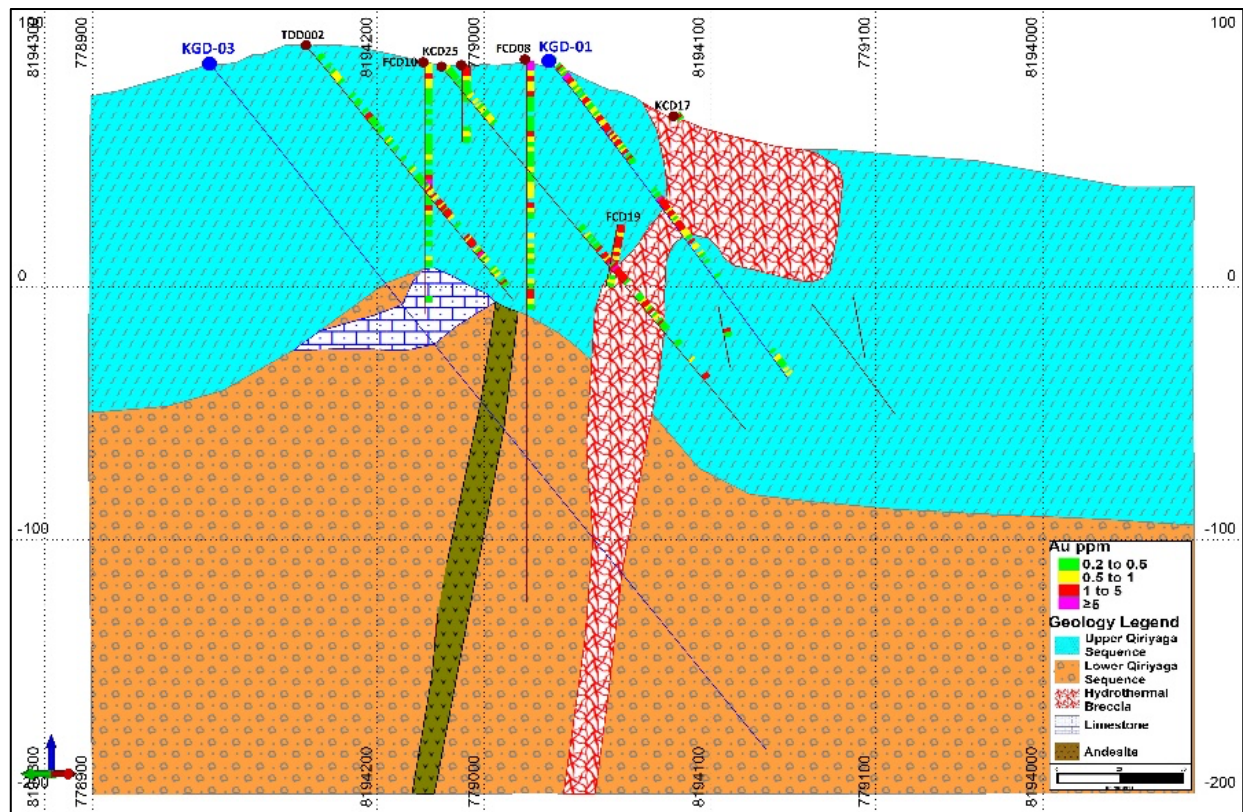 100
8194300
778900
8194200
779000
8194100
779100
8194000
100
KGD-03
TDD002
FCD10
KCD25
FCD08
KGD-01
KCD17
FCD19
0
0
-100
-100
Au ppm
0.2 to 0.5
0.5 to 1
1 to 5
≥5
Geology Legend
Upper Qiriyaga
Sequence
Lower Qiriyaga
Sequence
Hydrothermal
Breccia
Limestone
Andesite
778900
8194200
779000
8194100
779100
8194000
-200